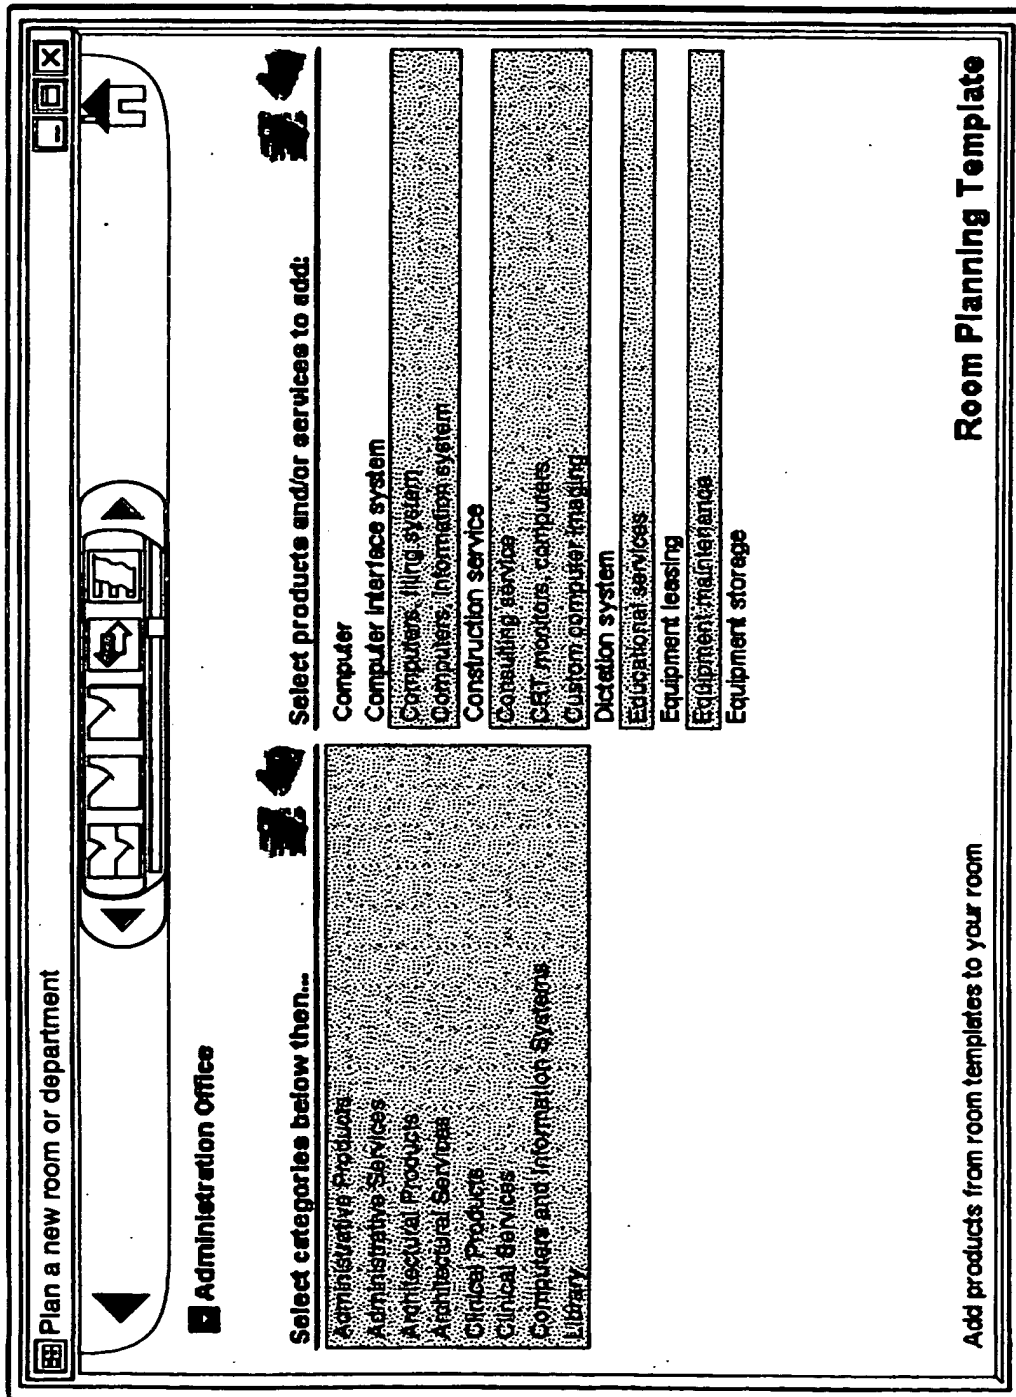 Plan a new room or department
Administration Office
Select categories below then...
Administrative Products
Administrative Services
Architectural Products
Architectural Services
Clinical Products
Clinical Services
Computers and Information Systems
Library
Select products and/or services to add:
Computer
Computer interface system
Computers, filing system
Computers, information system
Construction service
Consulting service
CRT monitors, computers
Custom computer imaging
Dictation system
Educational services
Equipment leasing
Equipment maintenance
Equipment storage
Add products from room templates to your room
Room Planning Template